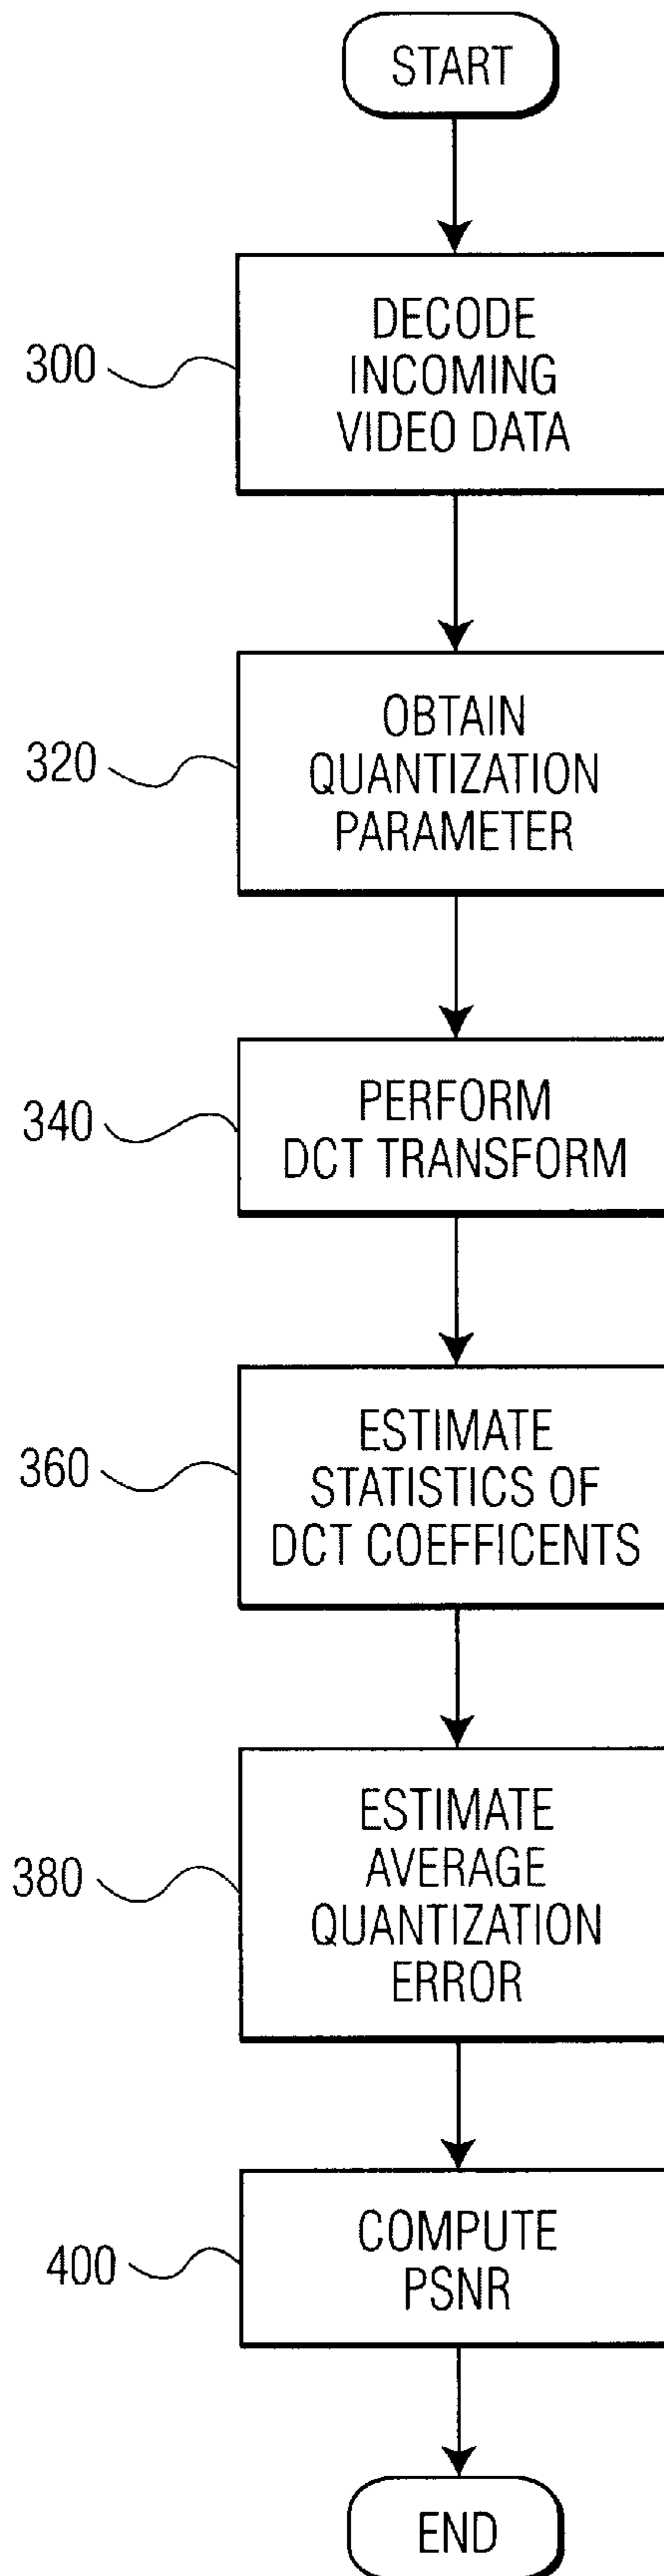 START
300
DECODE
INCOMING
VIDEO DATA
320
OBTAIN
QUANTIZATION
PARAMETER
340
PERFORM
DCT TRANSFORM
360
ESTIMATE
STATISTICS OF
DCT COEFFICENTS
380
ESTIMATE
AVERAGE
QUANTIZATION
ERROR
400
COMPUTE
PSNR
END